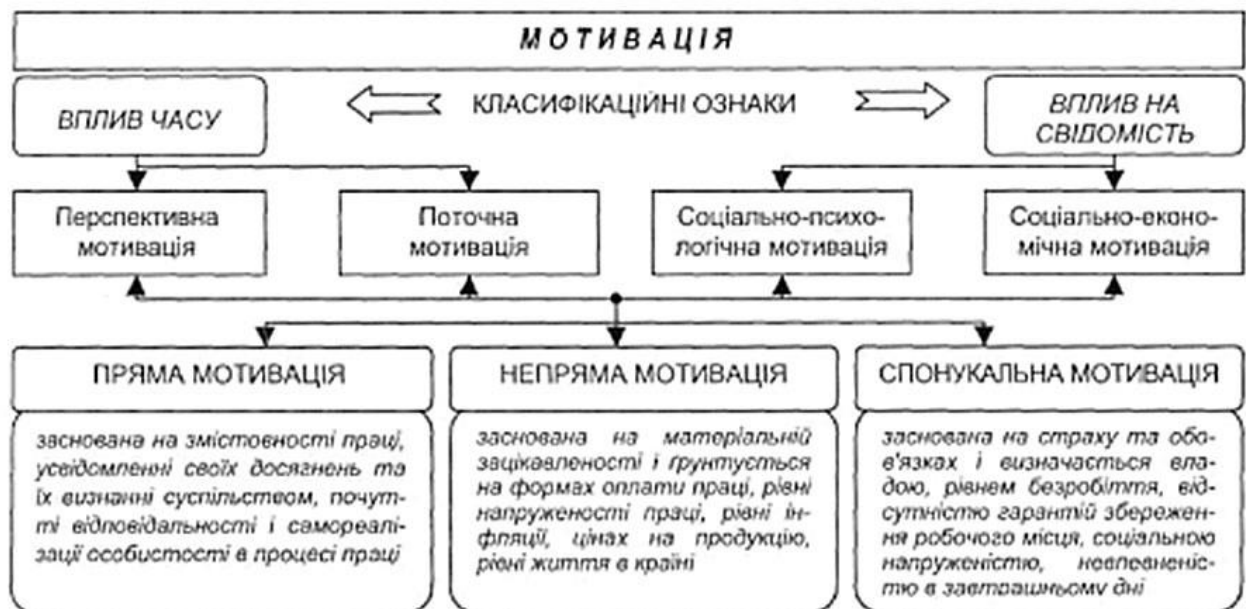 МОТИВАЦІЯ
ВПЛИВ ЧАСУ
КЛАСИФІКАЦІЙНІ ОЗНАКИ
ВПЛИВ НА
СВІДОМІСТЬ
Перспективна
мотивація
Поточна
мотивація
Соціально-психо-
логічна мотивація
Соціально-еконо-
мічна мотивація
ПРЯМА МОТИВАЦІЯ
заснована на змістовності праці,
усвідомленні своїх досягнень та
їх визнанні суспільством, почут-
ті відповідальності і самореалі-
зації особистості в процесі праці
НЕПРЯМА МОТИВАЦІЯ
заснована на матеріальній
зацікавленості і ґрунтується
на формах оплати праці, рівні
напруженості праці, рівні ін-
фляції, цінах на продукцію,
рівні життя в країні
СПОНУКАЛЬНА МОТИВАЦІЯ
заснована на страху та обо-
в'язках і визначається вла-
дою, рівнем безробіття, від-
сутністю гарантій збережен-
ня робочого місця, соціальною
напруженістю, невпевненіс-
тю в завтрашньому дні